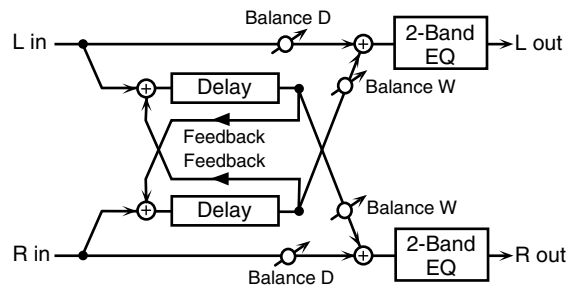 Balance D
L in
2-Band
EQ
L out
Delay
Balance W
Feedback
Feedback
Delay
Balance W
R in
2-Band
EQ
R out
Balance D